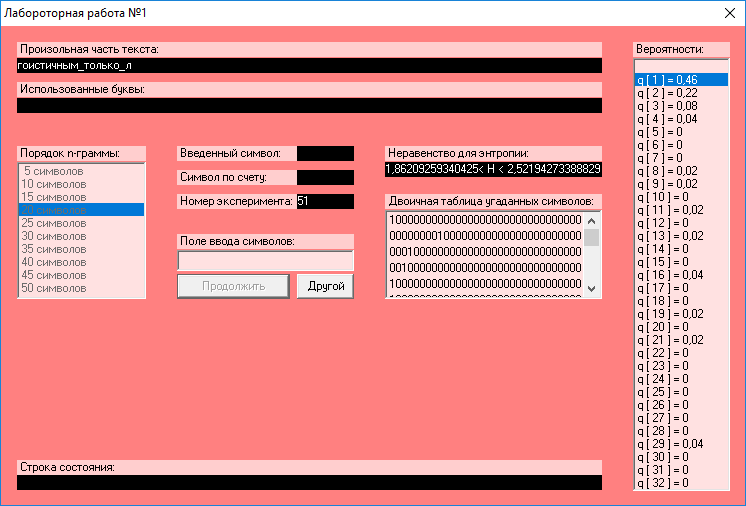 Лабороторная работа №1
Произольная часть текста:
гоистичным_только_л
Использованные буквы:
Порядок n-граммы:
5 символов
10 символов
15 символов
20 символов
25 символов
30 символов
35 символов
40 символов
45 символов
50 символов
Введенный символ:
Символ по счету:
Номер эксперимента: 51
Поле ввода символов:
Продолжить
Другой
Неравенство для энтропии:
1,86209259340425< H < 2,52194273388829
Двоичная таблица угаданных символов:
10000000000000000000000000000000
00000000100000000000000000000000
00010000000000000000000000000000
00100000000000000000000000000000
10000000000000000000000000000000
Вероятности:
q [ 1 ] = 0,46
q [ 2 ] = 0,22
q [ 3 ] = 0,08
q [ 4 ] = 0,04
q [ 5 ] = 0
q [ 6 ] = 0
q [ 7 ] = 0
q [ 8 ] = 0,02
q [ 9 ] = 0,02
q [ 10 ] = 0
q [ 11 ] = 0,02
q [ 12 ] = 0
q [ 13 ] = 0,02
q [ 14 ] = 0
q [ 15 ] = 0
q [ 16 ] = 0,04
q [ 17 ] = 0
q [ 18 ] = 0
q [ 19 ] = 0,02
q [ 20 ] = 0
q [ 21 ] = 0,02
q [ 22 ] = 0
q [ 23 ] = 0
q [ 24 ] = 0
q [ 25 ] = 0
q [ 26 ] = 0
q [ 27 ] = 0
q [ 28 ] = 0
q [ 29 ] = 0,04
q [ 30 ] = 0
q [ 31 ] = 0
q [ 32 ] = 0
Строка состояния: